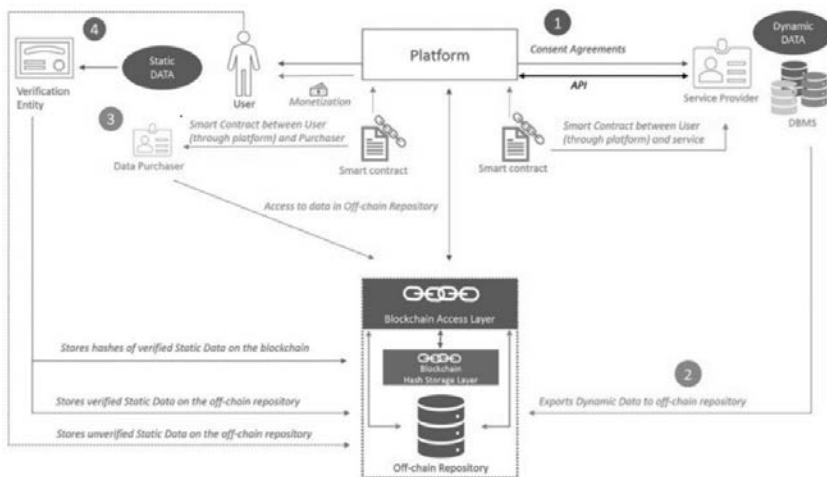 4
1
Dynamic
DATA
Static
DATA
Platform
Consent Agreements
API
Verification
Entity
User
Monetization
Service Provider
DBMS
3
Smart Contract between User
(through platform) and Purchaser
Smart Contract between User
(through platform) and service
Data Purchaser
Smart contract
Smart contract
Access to data in Off-chain Repository
Blockchain Access Layer
Stores hashes of verified Static Data on the blockchain
Blockchain
Hash Storage Layer
2
Stores verified Static Data on the off-chain repository
Exports Dynamic Data to off-chain repository
Stores unverified Static Data on the off-chain repository
Off-chain Repository